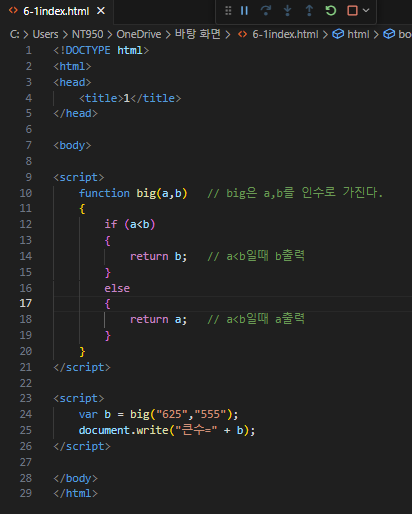 6-1index.html
C: > Users > NT950 > OneDrive > 바탕 화면 > 6-1index.html > html > bo
1 <!DOCTYPE html>
2 <html>
3 <head>
4 <title>1</title>
5 </head>
6
7 <body>
8
9 <script>
10 function big(a,b) // big은 a,b를 인수로 가진다.
11 {
12 if (a<b)
13 {
14 return b; // a<b일때 b출력
15 }
16 else
17 {
18 return a; // a<b일때 a출력
19 }
20 }
21 </script>
22
23 <script>
24 var b = big("625","555");
25 document.write("큰수=" + b);
26 </script>
27
28 </body>
29 </html>